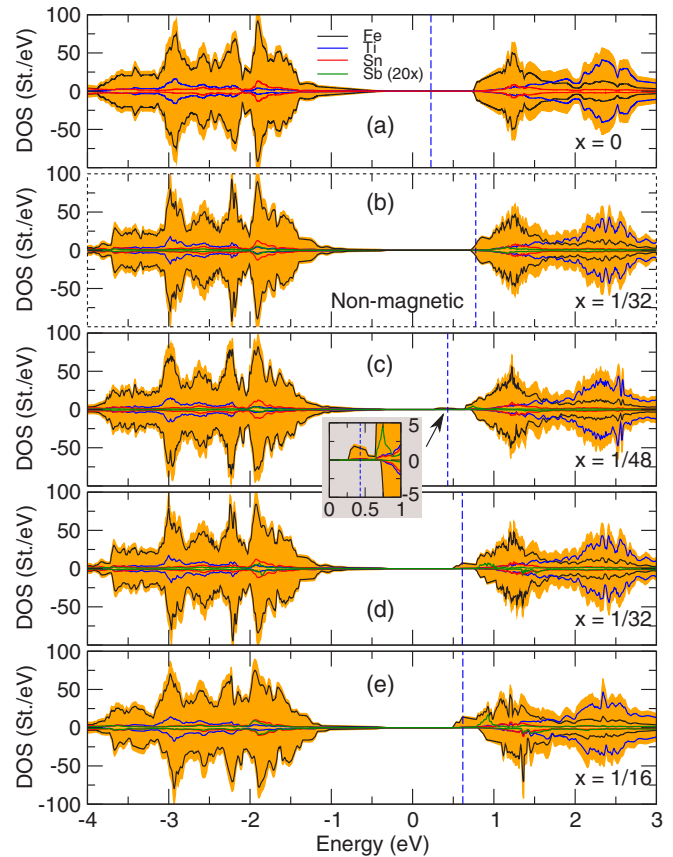 100
50
0
-50
-100
DOS (St./eV)
Fe
Ti
Sn
Sb (20x)
(a)
x = 0
50
0
-50
DOS (St./eV)
(b)
Non-magnetic
x = 1/32
100
50
0
-50
DOS (St./eV)
(c)
x = 1/48
5
0
-5
0 0.5 1
100
50
0
-50
DOS (St./eV)
(d)
x = 1/32
100
50
0
-50
-100
DOS (St./eV)
(e)
x = 1/16
-4 -3 -2 -1 0 1 2 3
Energy (eV)